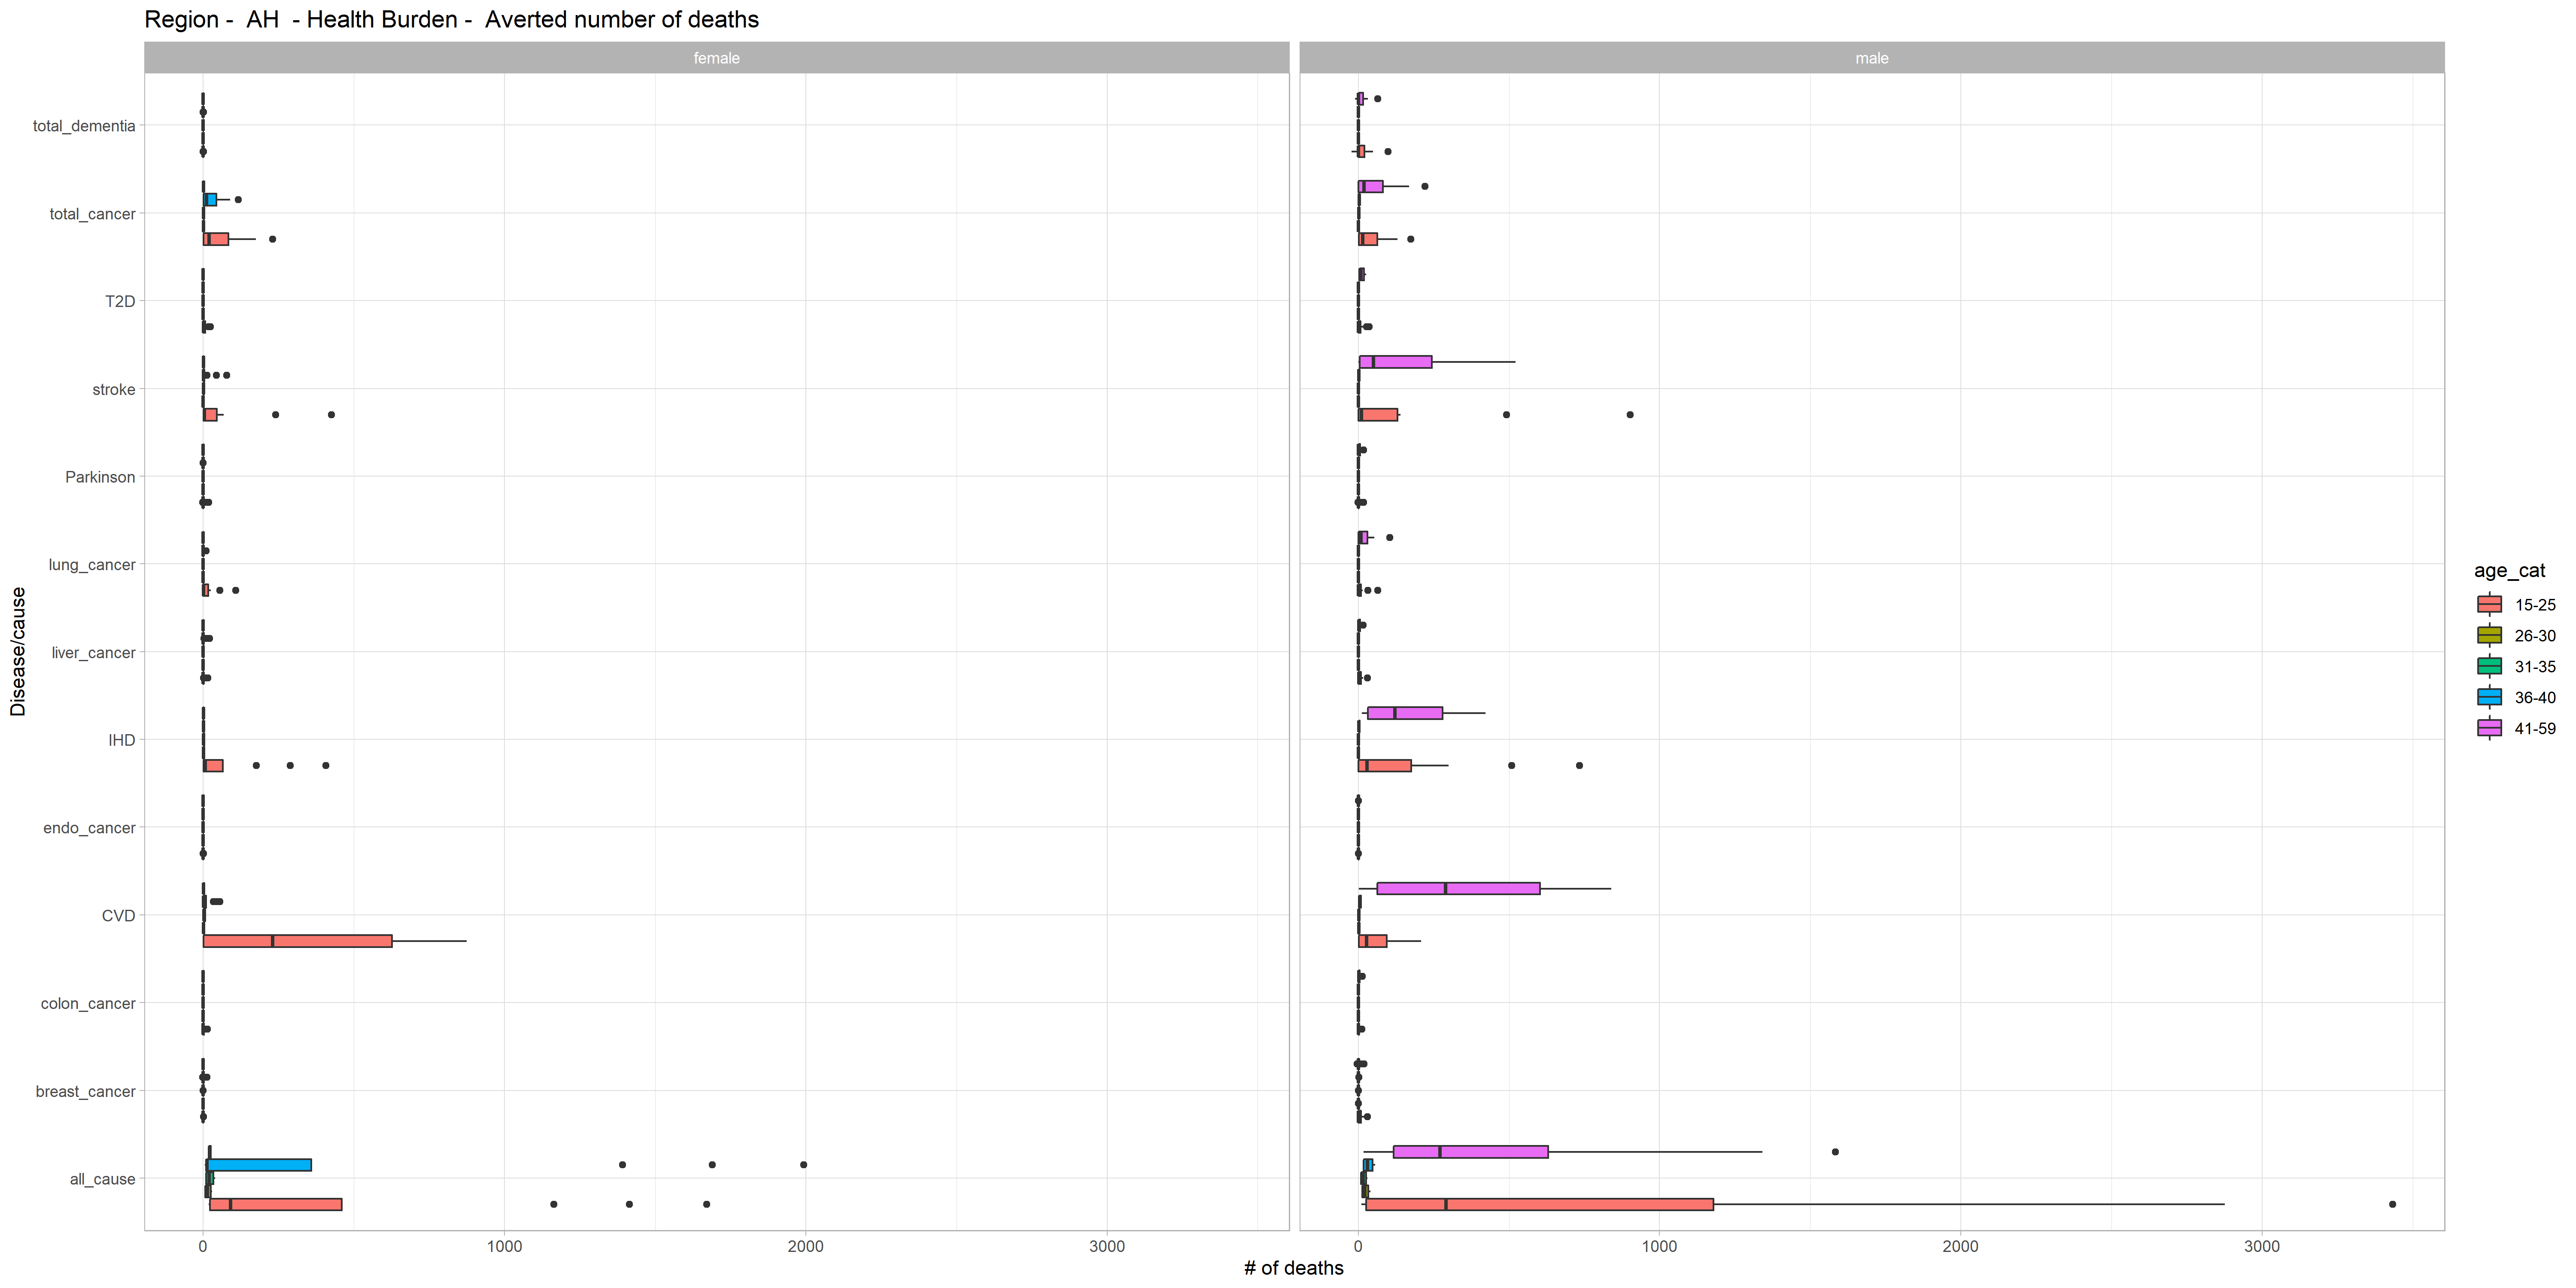 Region -  AH  - Health Burden -  Averted number of deaths
female
male
total_dementia
total_cancer
T2D
stroke
Parkinson
lung_cancer
liver_cancer
IHD
endo_cancer
CVD
colon_cancer
breast_cancer
all_cause
Disease/cause
0 1000 2000 3000
0 1000 2000 3000
# of deaths
age_cat
15-25
26-30
31-35
36-40
41-59